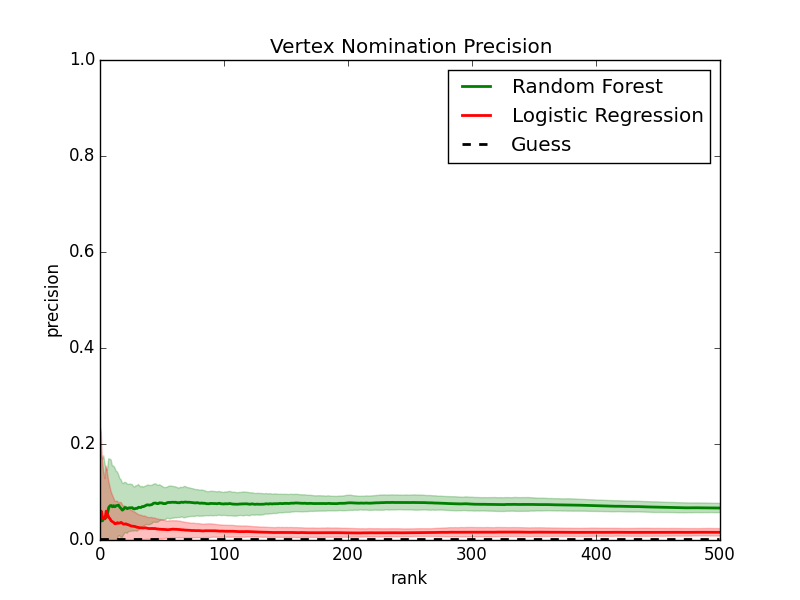 Vertex Nomination Precision
1.0
0.8
0.6
0.4
0.2
0.0
precision
Random Forest
Logistic Regression
Guess
0 100 200 300 400 500
rank